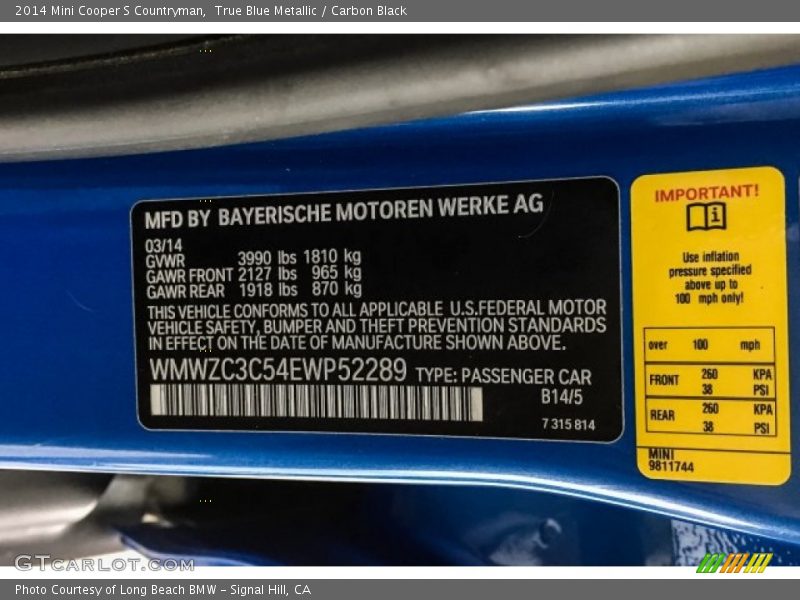 2014 Mini Cooper S Countryman,  True Blue Metallic / Carbon Black
MFD BY BAYERISCHE MOTOREN WERKE AG
03/14
GVWR 3990 lbs 1810 kg
GAWR FRONT 2127 lbs 965 kg
GAWR REAR 1918 lbs 870 kg
THIS VEHICLE CONFORMS TO ALL APPLICABLE U.S.FEDERAL MOTOR
VEHICLE SAFETY, BUMPER AND THEFT PREVENTION STANDARDS
IN EFFECT ON THE DATE OF MANUFACTURE SHOWN ABOVE.
WMWZC3C54EWP52289 TYPE: PASSENGER CAR
B14/5
7 315 814
IMPORTANT!
Use inflation
pressure specified
above up to
100 mph only!
over 100 mph
FRONT 260 KPA
38 PSI
REAR 260 KPA
38 PSI
MINI
9811744
GTCARLOT.COM
Photo Courtesy of Long Beach BMW - Signal Hill, CA